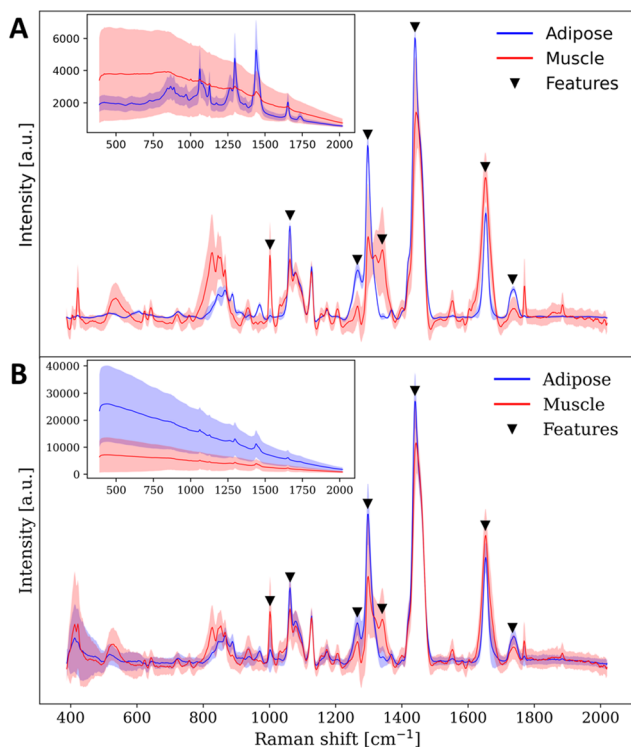 A
Adipose
Muscle
Features
6000
4000
2000
500 750 1000 1250 1500 1750 2000
Intensity [a.u.]
B
Adipose
Muscle
Features
40000
30000
20000
10000
0
500 750 1000 1250 1500 1750 2000
Intensity [a.u.]
400 600 800 1000 1200 1400 1600 1800 2000
Raman shift [cm⁻¹]